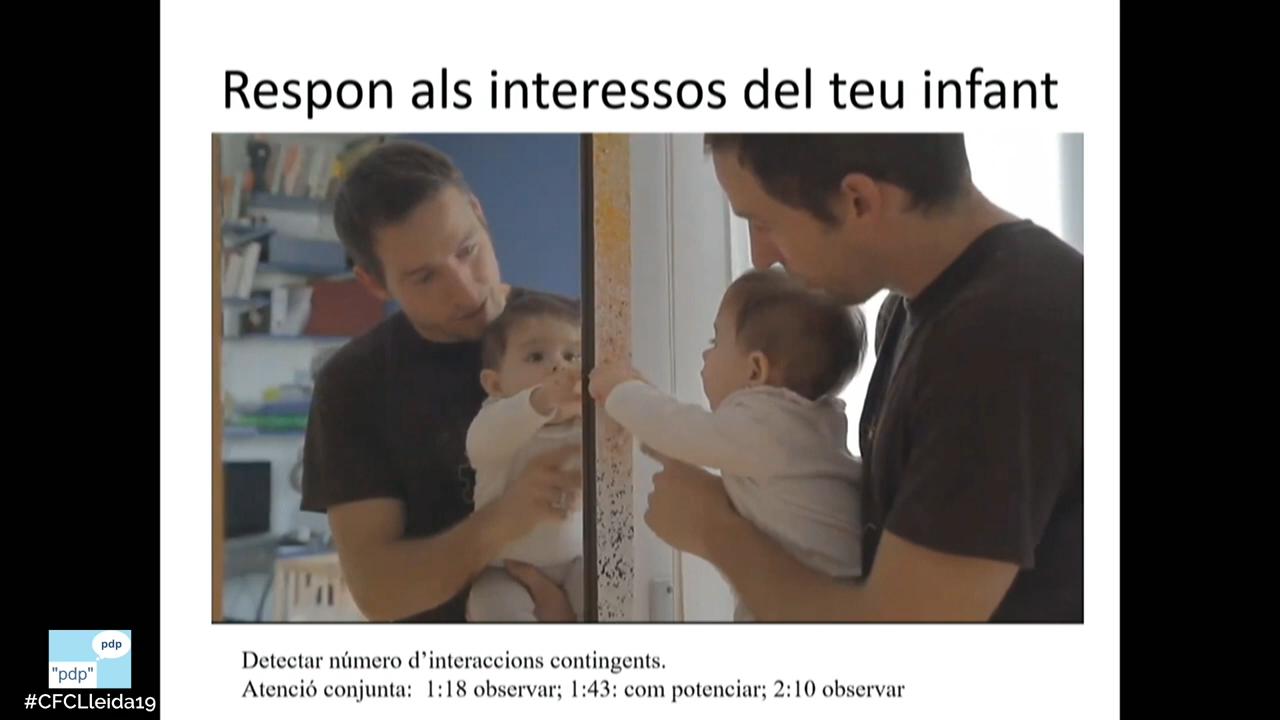 Respon als interessos del teu infant
Detectar número d'interaccions contingents.
Atenció conjunta: 1:18 observar; 1:43: com potenciar; 2:10 observar
pdp
"pdp"
#CFCLleida19